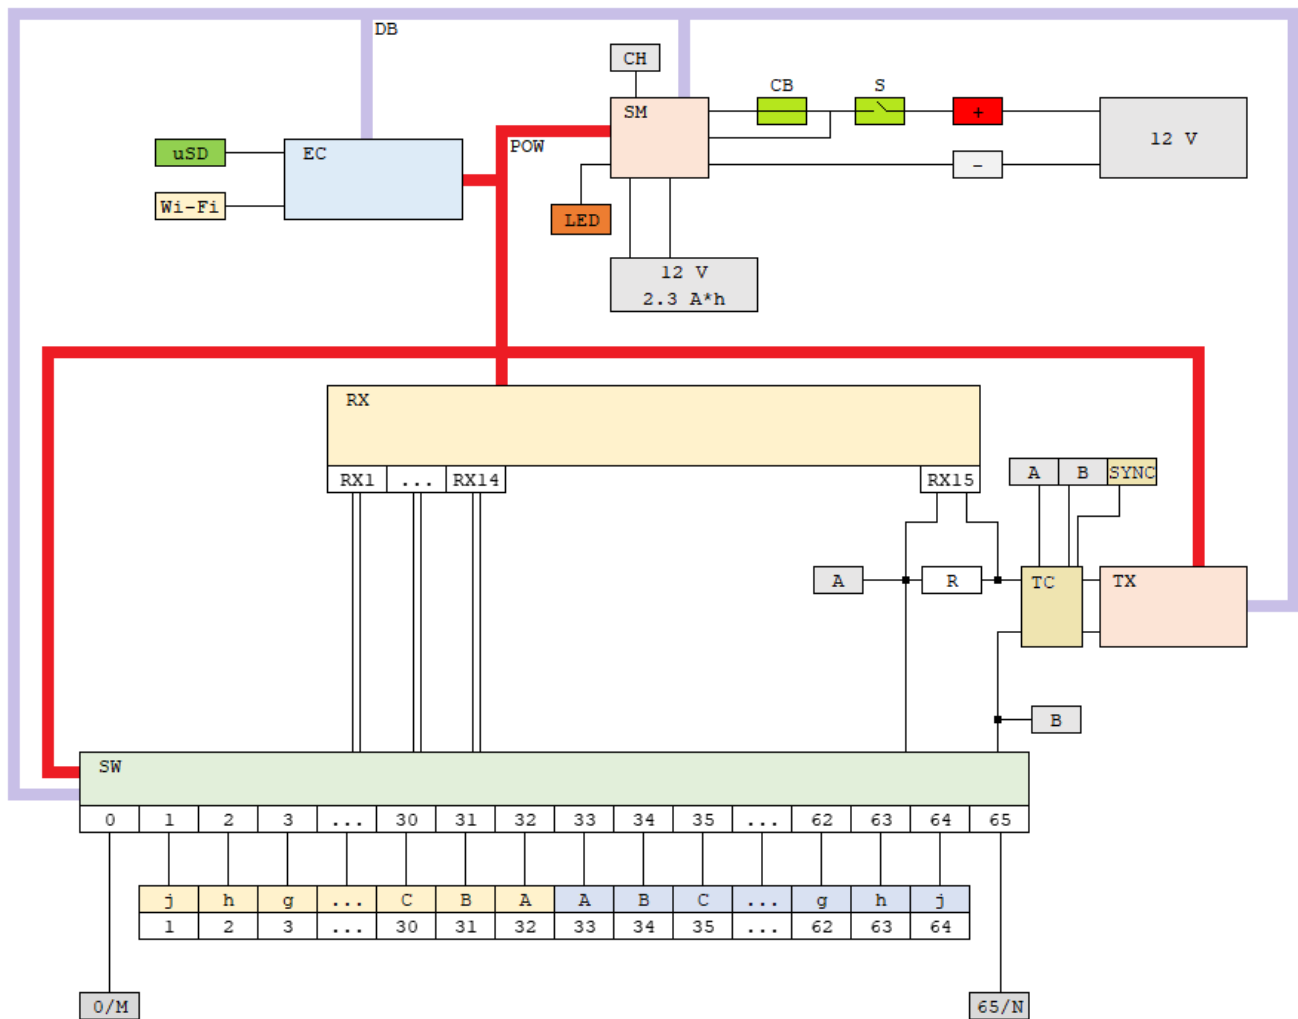 DB
CH
CB
S
SM
+
12 V
POW
uSD
EC
-
Wi-Fi
LED
12 V
2.3 A*h
RX
RX1 ... RX14 RX15
A B SYNC
A R TC TX
B
SW
0 1 2 3 ... 30 31 32 33 34 35 ... 62 63 64 65
j h g ... C B A A B C ... g h j
1 2 3 ... 30 31 32 33 34 35 ... 62 63 64
0/M 65/N